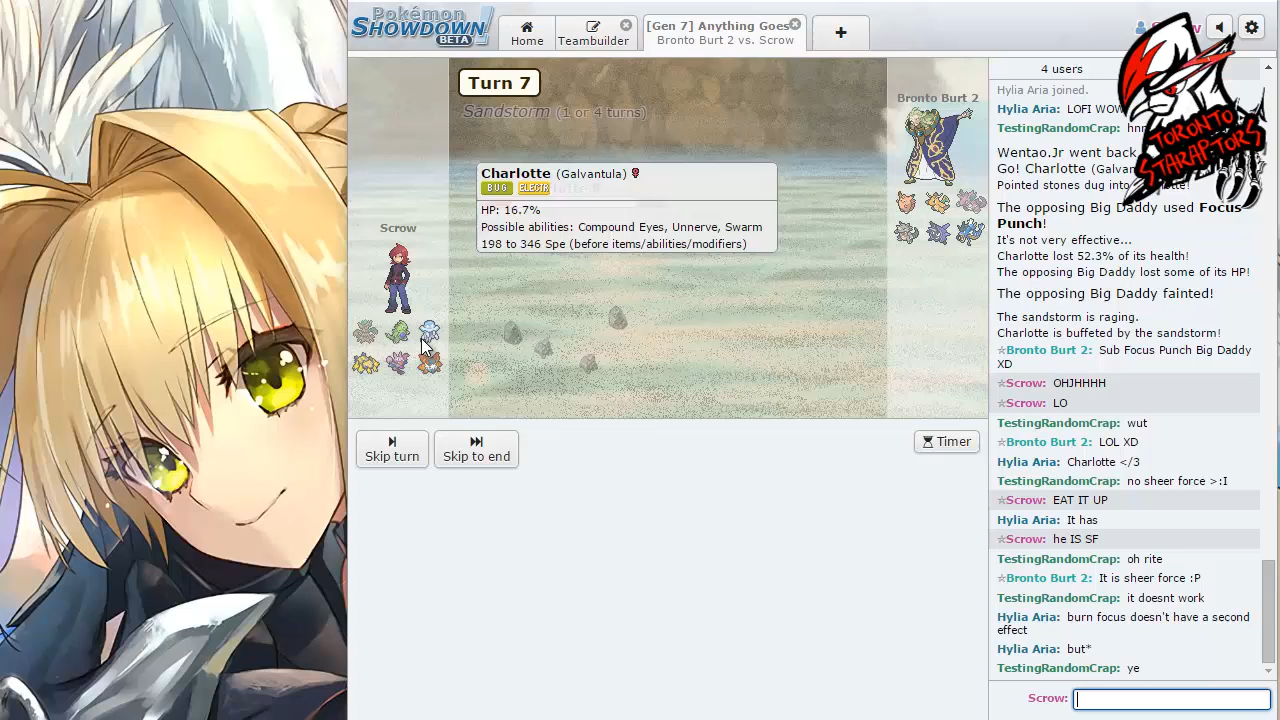 Pokémon
SHOWDOWN!
BETA
Home
Teambuilder
[Gen 7] Anything Goes
Bronto Burt 2 vs. Scrow
+
TORONTO
STARAPTORS
Turn 7
Sandstorm (1 or 4 turns)
Charlotte (Galvantula)
BUG ELECTR
HP: 16.7%
Possible abilities: Compound Eyes, Unnerve, Swarm
198 to 346 Spe (before items/abilities/modifiers)
Scrow
Bronto Burt 2
Skip turn
Skip to end
Timer
4 users
Hylia Aria joined.
Hylia Aria: LOFI WOW
TestingRandomCrap:
Wentao.Jr went back
Go! Charlotte
Pointed stones dug into
The opposing Big Daddy used Focus
Punch!
It's not very effective...
Charlotte lost 52.3% of its health!
The opposing Big Daddy lost some of its HP!
The opposing Big Daddy fainted!
The sandstorm is raging.
Charlotte is buffeted by the sandstorm!
☆Bronto Burt 2: Sub Focus Punch Big Daddy
XD
☆Scrow: OHJHHHH
☆Scrow: LO
TestingRandomCrap: wut
☆Bronto Burt 2: LOL XD
Hylia Aria: Charlotte </3
TestingRandomCrap: no sheer force >:I
☆Scrow: EAT IT UP
Hylia Aria: It has
☆Scrow: he IS SF
TestingRandomCrap: oh rite
☆Bronto Burt 2: It is sheer force :P
TestingRandomCrap: it doesnt work
Hylia Aria: burn focus doesn't have a second
effect
Hylia Aria: but*
TestingRandomCrap: ye
Scrow: